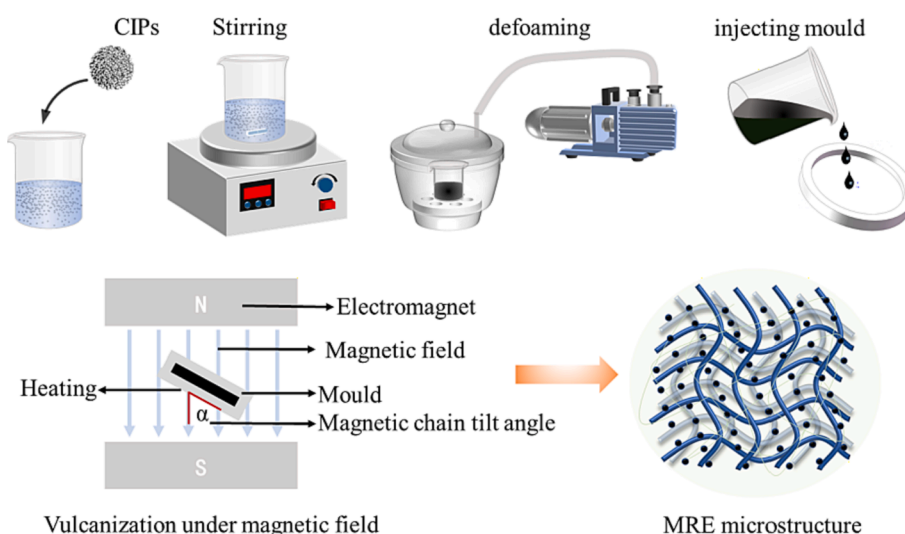 CIPs
Stirring
defoaming
injecting mould
N
Electromagnet
Magnetic field
Heating
Mould
α
Magnetic chain tilt angle
S
Vulcanization under magnetic field
MRE microstructure